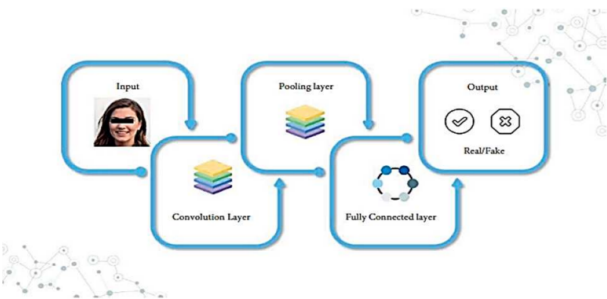 Input
Convolution Layer
Pooling layer
Fully Connected layer
Output
Real/Fake